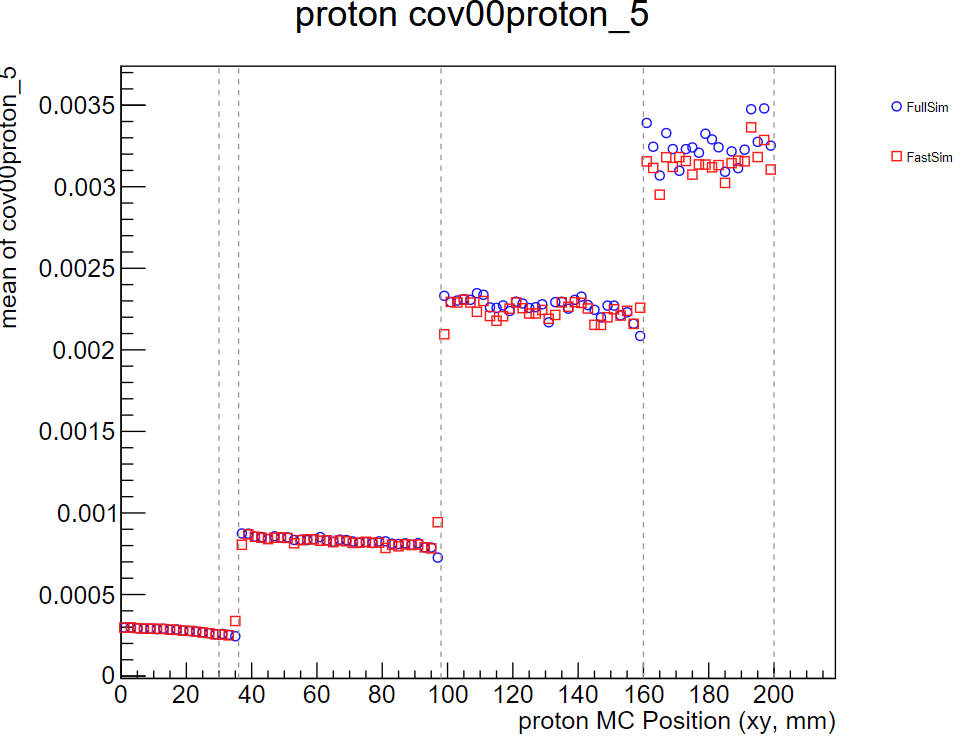 proton cov00proton_5
mean of cov00proton_5
0.0035
0.003
0.0025
0.002
0.0015
0.001
0.0005
0
0 20 40 60 80 100 120 140 160 180 200
proton MC Position (xy, mm)
FullSim
FastSim